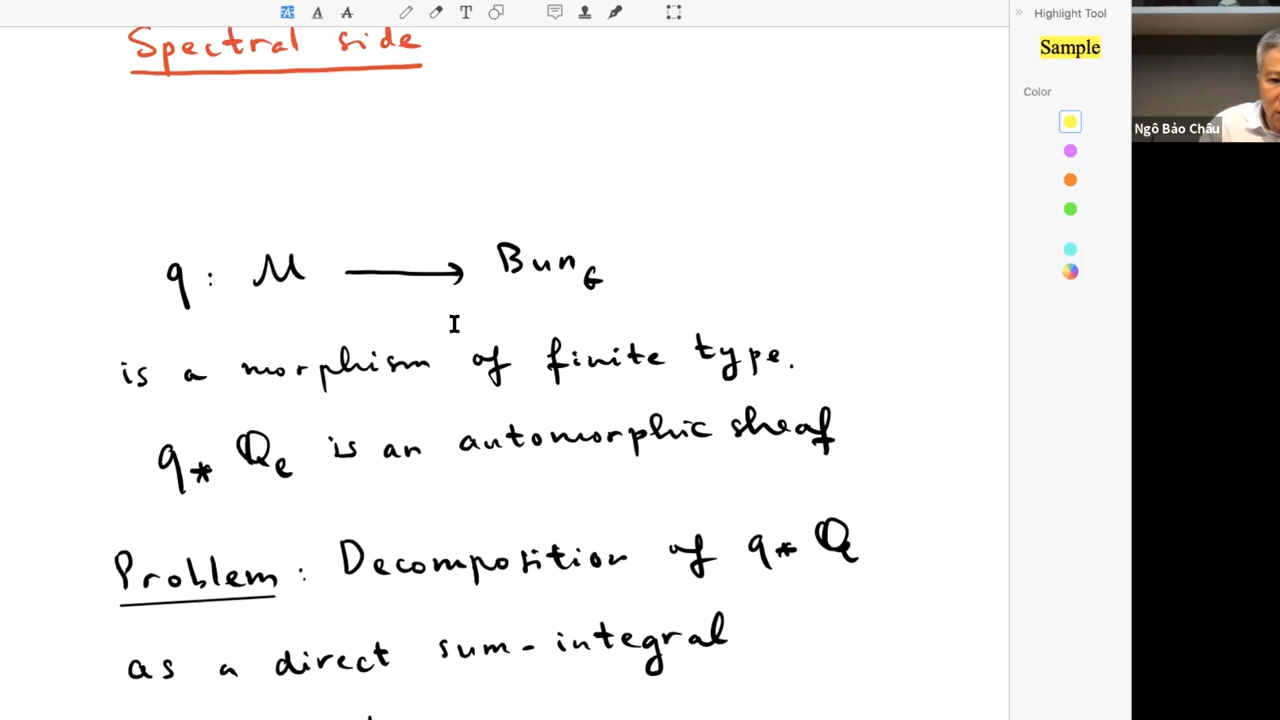 Highlight Tool
Sample
Color
Ngô Bảo Châu
Spectral side
q : M → Bun_G
is a morphism of finite type.
q_* Q_ℓ is an automorphic sheaf
Problem : Decomposition of q_* Q_ℓ
as a direct sum - integral